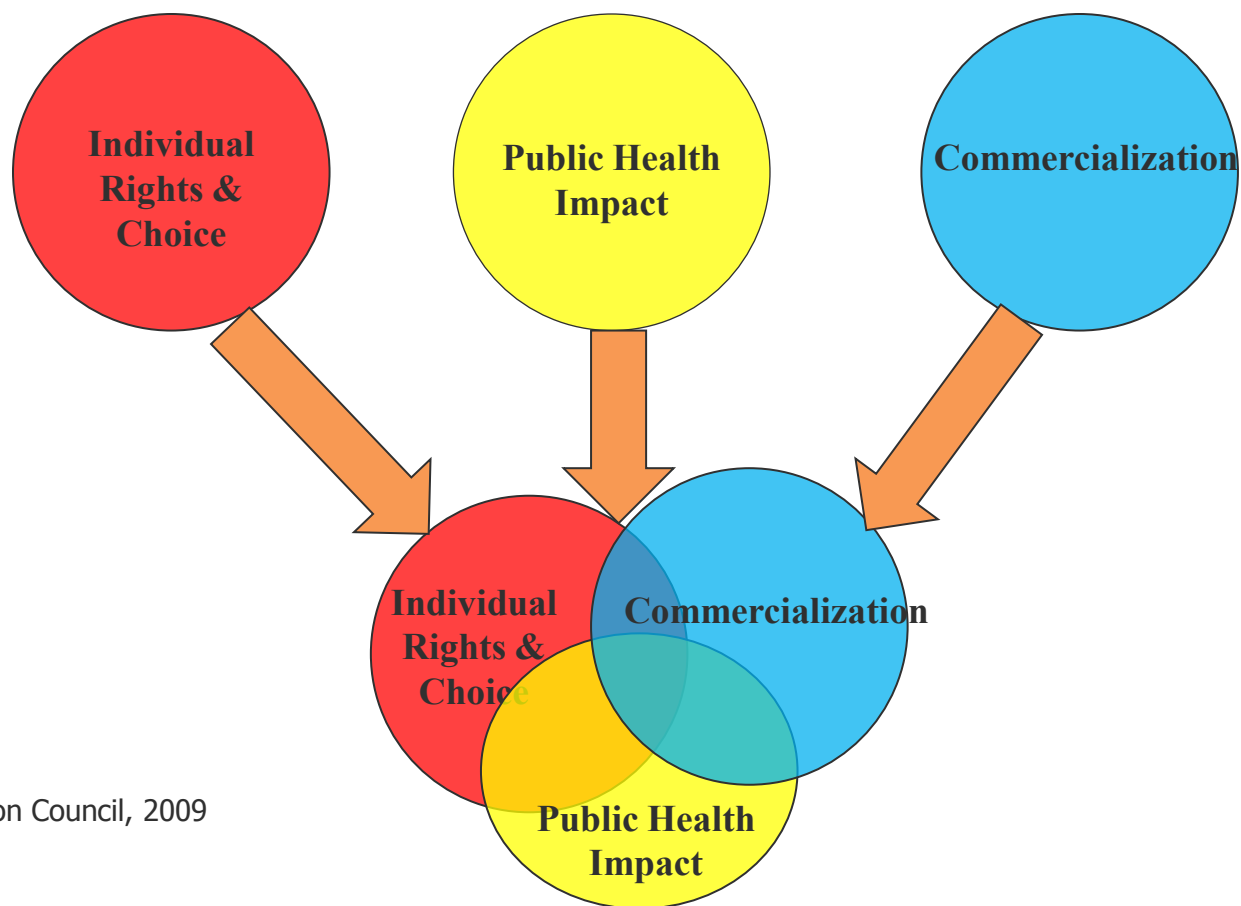 Individual
Rights &
Choice
Public Health
Impact
Commercialization
Individual
Rights &
Choice
Commercialization
Public Health
Impact
on Council, 2009